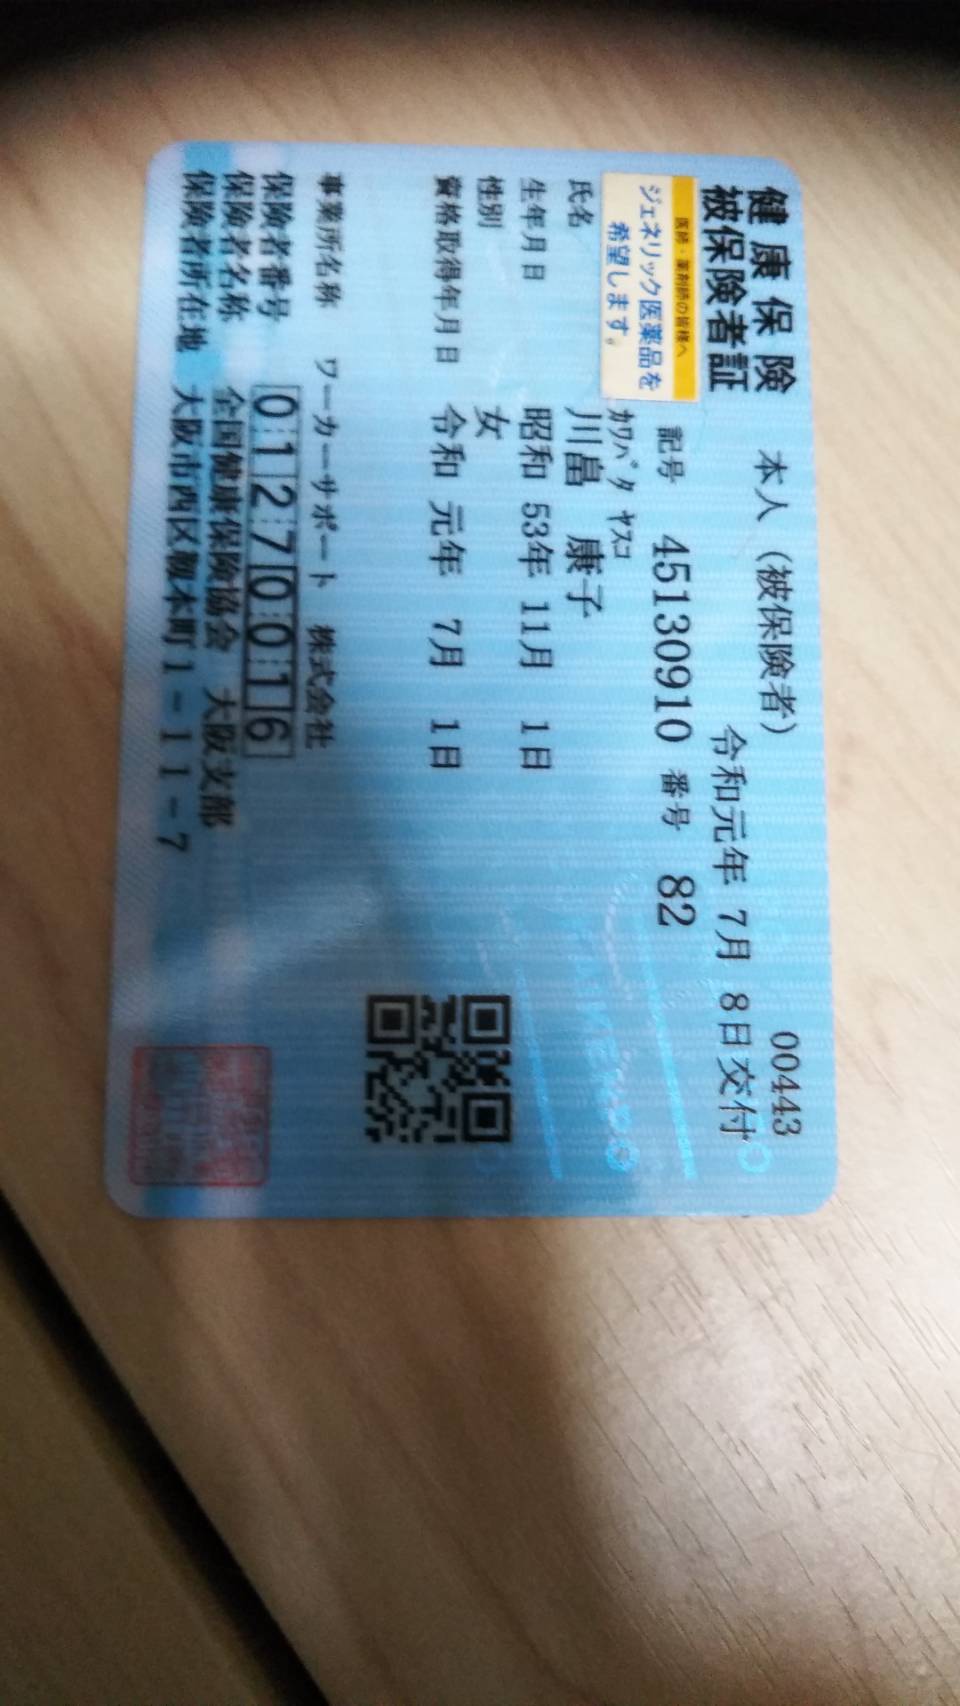 健康保険
被保険者証
本人（被保険者）
00443
令和元年 7月 8日交付
医師・薬剤師の皆様へ
ジェネリック医薬品を
希望します。
記号 45130910 番号 82
ｶﾜﾊﾞﾀ ﾔｽｺ
氏名 川畠 康子
生年月日 昭和 53年 11月 1日
性別 女
資格取得年月日 令和 元年 7月 1日
事業所名称 ワーカーサポート 株式会社
保険者番号 01270016
保険者名称 全国健康保険協会 大阪支部
保険者所在地 大阪市西区靱本町1-11-7